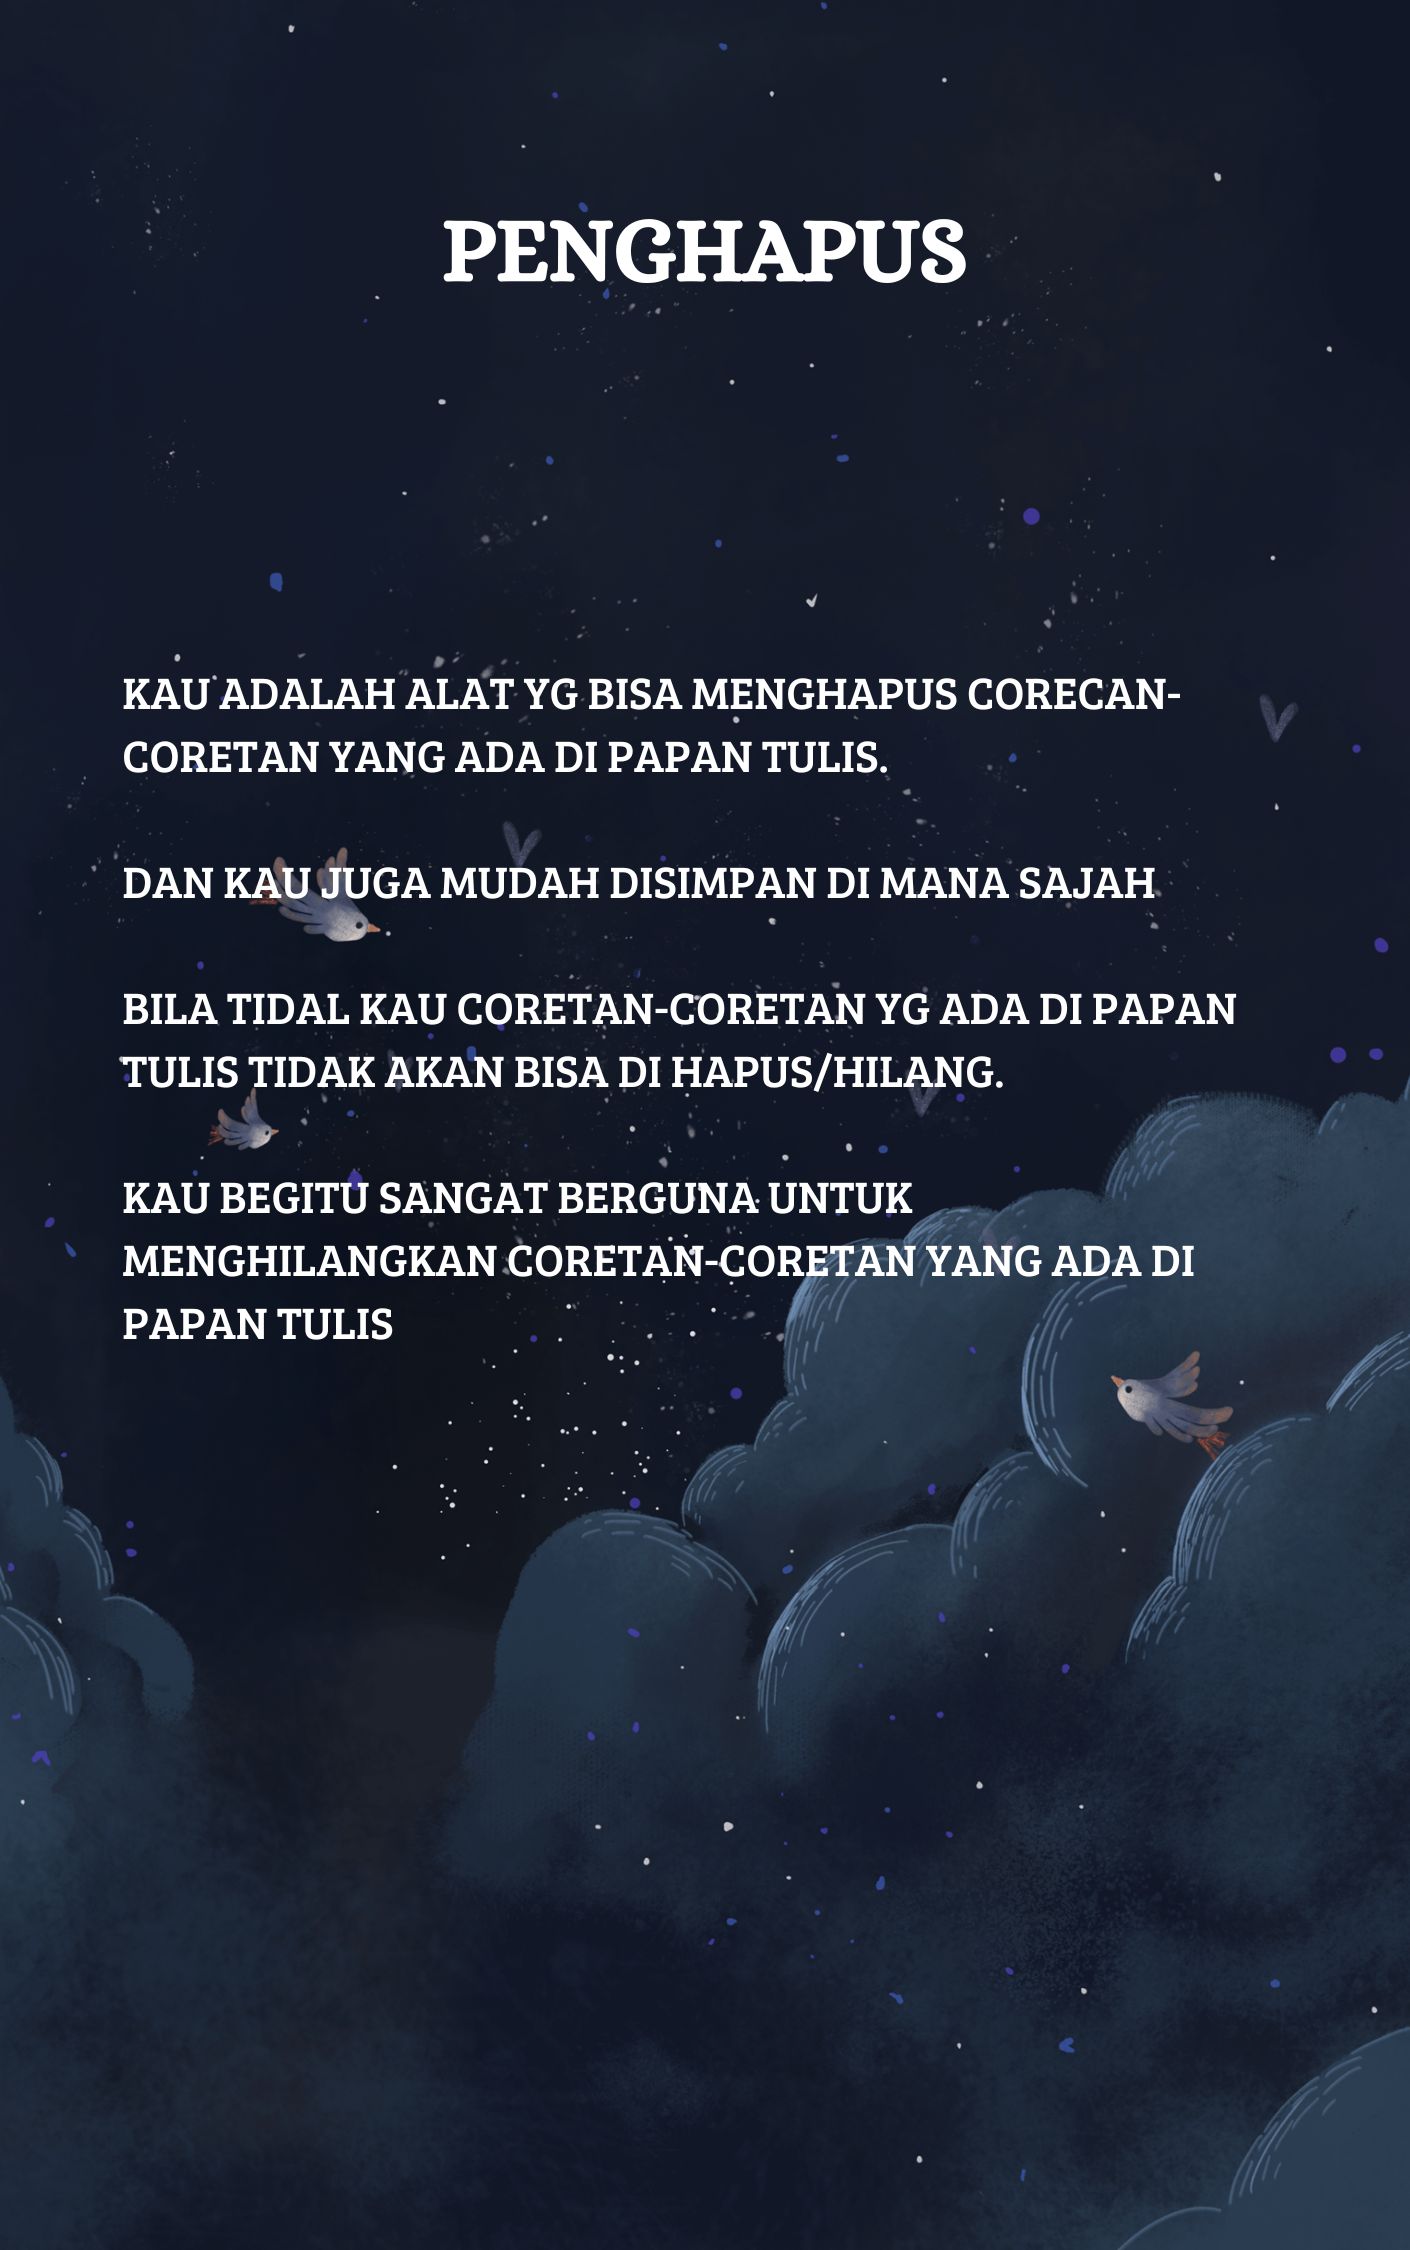 PENGHAPUS
KAU ADALAH ALAT YG BISA MENGHAPUS CORECAN-
CORETAN YANG ADA DI PAPAN TULIS.
DAN KAU JUGA MUDAH DISIMPAN DI MANA SAJAH
BILA TIDAL KAU CORETAN-CORETAN YG ADA DI PAPAN
TULIS TIDAK AKAN BISA DI HAPUS/HILANG.
KAU BEGITU SANGAT BERGUNA UNTUK
MENGHILANGKAN CORETAN-CORETAN YANG ADA DI
PAPAN TULIS